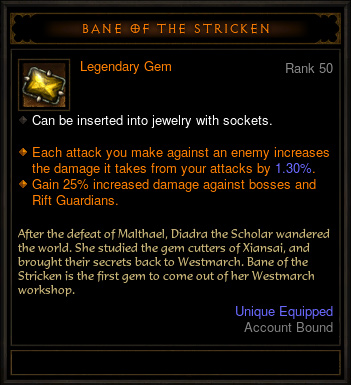 BANE OF THE STRICKEN
Legendary Gem
Rank 50
Can be inserted into jewelry with sockets.
Each attack you make against an enemy increases
the damage it takes from your attacks by 1.30%.
Gain 25% increased damage against bosses and
Rift Guardians.
After the defeat of Malthael, Diadra the Scholar wandered
the world. She studied the gem cutters of Xiansai, and
brought their secrets back to Westmarch. Bane of the
Stricken is the first gem to come out of her Westmarch
workshop.
Unique Equipped
Account Bound